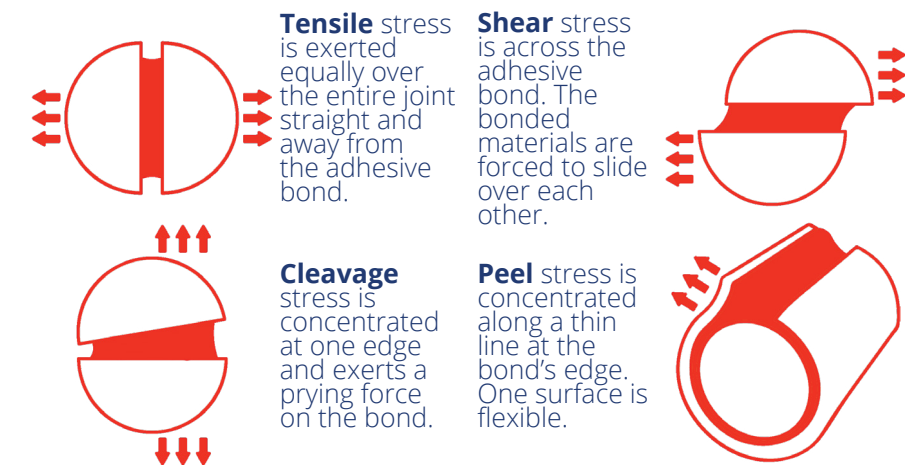 Tensile stress
is exerted
equally over
the entire joint
straight and
away from
the adhesive
bond.
Shear stress
is across the
adhesive
bond. The
bonded
materials are
forced to slide
over each
other.
Cleavage
stress is
concentrated
at one edge
and exerts a
prying force
on the bond.
Peel stress is
concentrated
along a thin
line at the
bond’s edge.
One surface is
flexible.